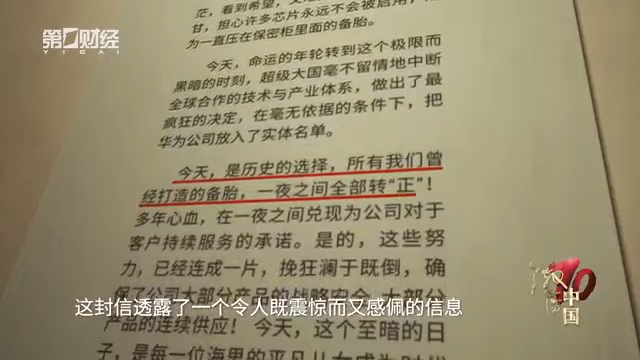 第一财经
YICAI
茫，看到希望，又
甘，担心许多芯片永远不会被启用，
为一直压在保密柜里面的备胎。
今天，命运的年轮转到这个极限而
黑暗的时刻，超级大国毫不留情地中断
全球合作的技术与产业体系，做出了最
疯狂的决定，在毫无依据的条件下，把
华为公司放入了实体名单。
今天，是历史的选择，所有我们曾
经打造的备胎，一夜之间全部转“正”！
多年心血，在一夜之间兑现为公司对于
客户持续服务的承诺。是的，这些努
力，已经连成一片，挽狂澜于既倒，确
保了公司大部分产品的战略安全、大部分
产品的连续供应！今天，这个至暗的日
子，是每一位海思的平凡儿女成为时代
这封信透露了一个令人既震惊而又感佩的信息
70
中国